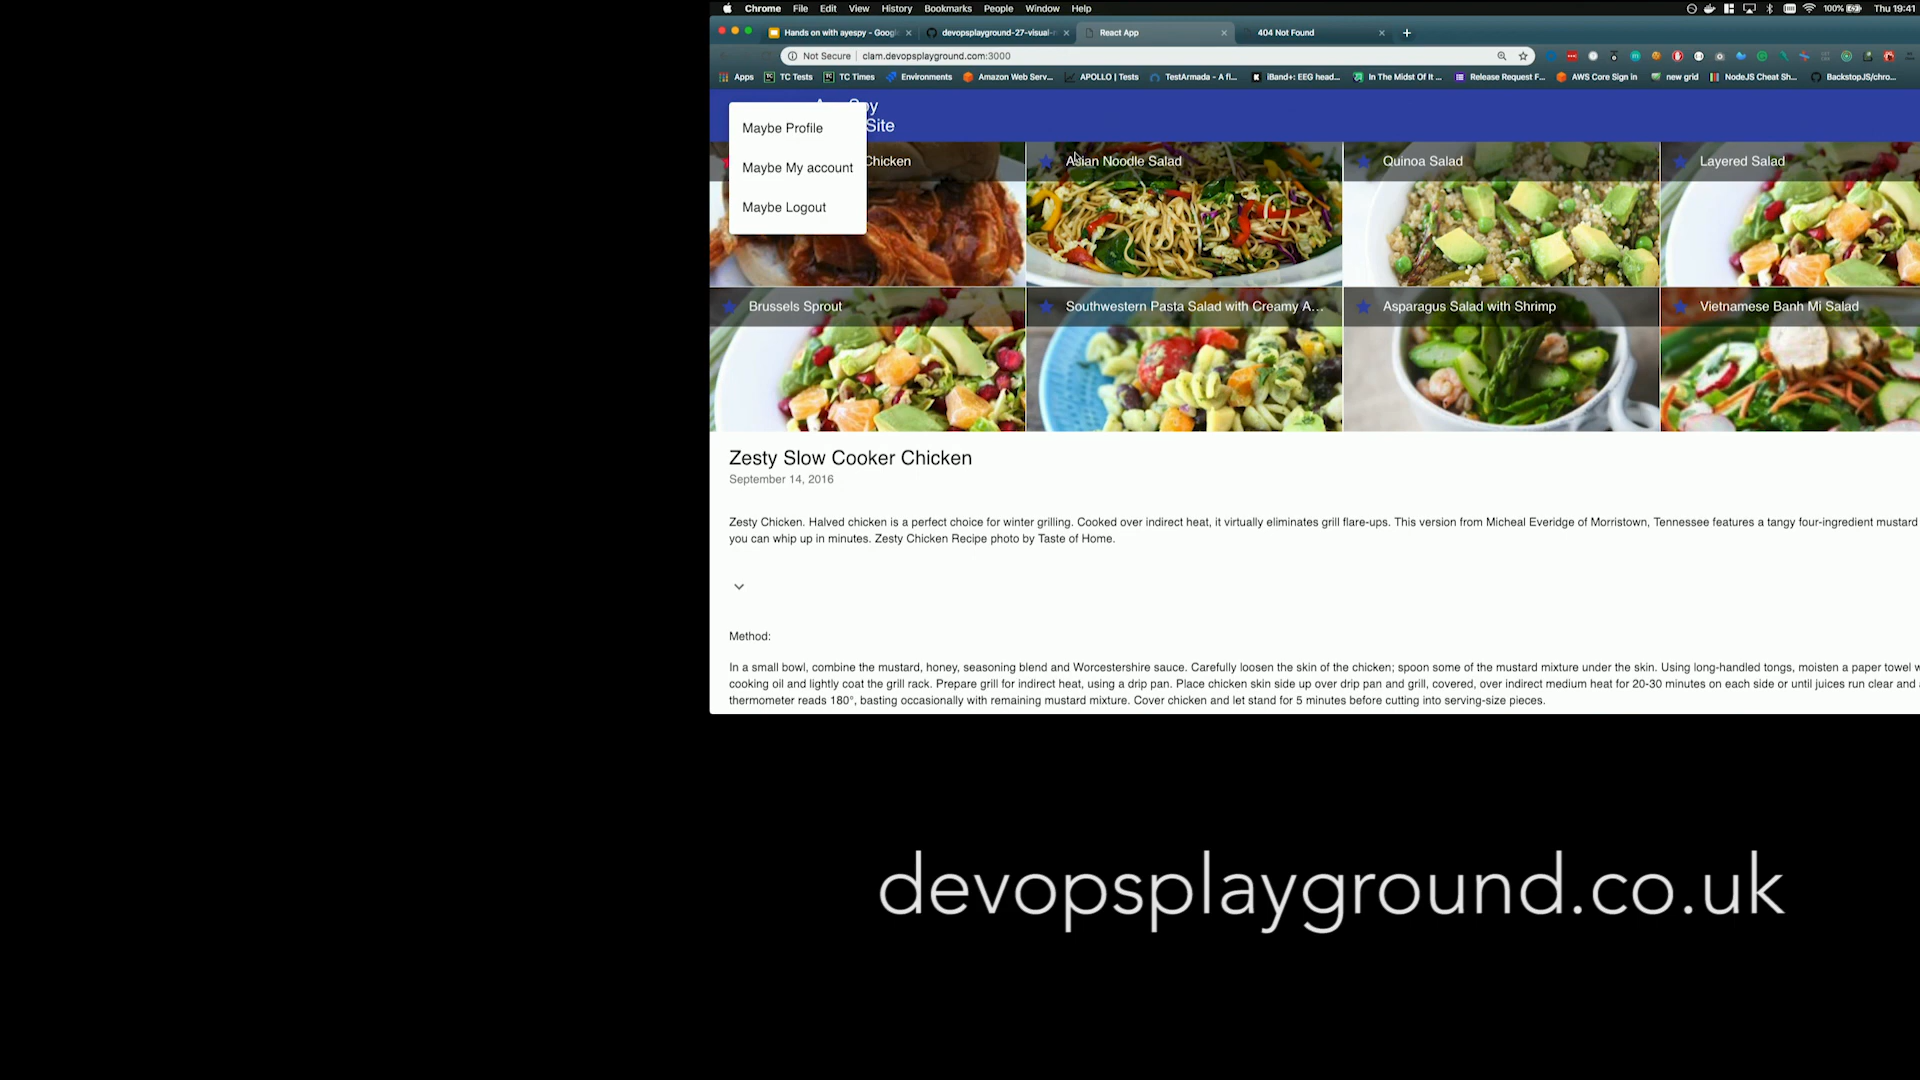 Chrome File Edit View History Bookmarks People Window Help 100% Thu 19:41
Hands on with ayespy - Googl devopsplayground-27-visual-r React App 404 Not Found
Not Secure clam.devopsplayground.com:3000
Apps TC Tests TC Times Environments Amazon Web Serv... APOLLO | Tests TestArmada - A fl... iBand+: EEG head... In The Midst Of It ... Release Request F... AWS Core Sign in new grid NodeJS Cheat Sh... BackstopJS/chro...
Site
Maybe Profile
Maybe My account
Maybe Logout
Chicken
Asian Noodle Salad
Quinoa Salad
Layered Salad
Brussels Sprout
Southwestern Pasta Salad with Creamy A...
Asparagus Salad with Shrimp
Vietnamese Banh Mi Salad
Zesty Slow Cooker Chicken
September 14, 2016
Zesty Chicken. Halved chicken is a perfect choice for winter grilling. Cooked over indirect heat, it virtually eliminates grill flare-ups. This version from Micheal Everidge of Morristown, Tennessee features a tangy four-ingredient mustard
you can whip up in minutes. Zesty Chicken Recipe photo by Taste of Home.
Method:
In a small bowl, combine the mustard, honey, seasoning blend and Worcestershire sauce. Carefully loosen the skin of the chicken; spoon some of the mustard mixture under the skin. Using long-handled tongs, moisten a paper towel w
cooking oil and lightly coat the grill rack. Prepare grill for indirect heat, using a drip pan. Place chicken skin side up over drip pan and grill, covered, over indirect medium heat for 20-30 minutes on each side or until juices run clear and
thermometer reads 180°, basting occasionally with remaining mustard mixture. Cover chicken and let stand for 5 minutes before cutting into serving-size pieces.
devopsplayground.co.uk